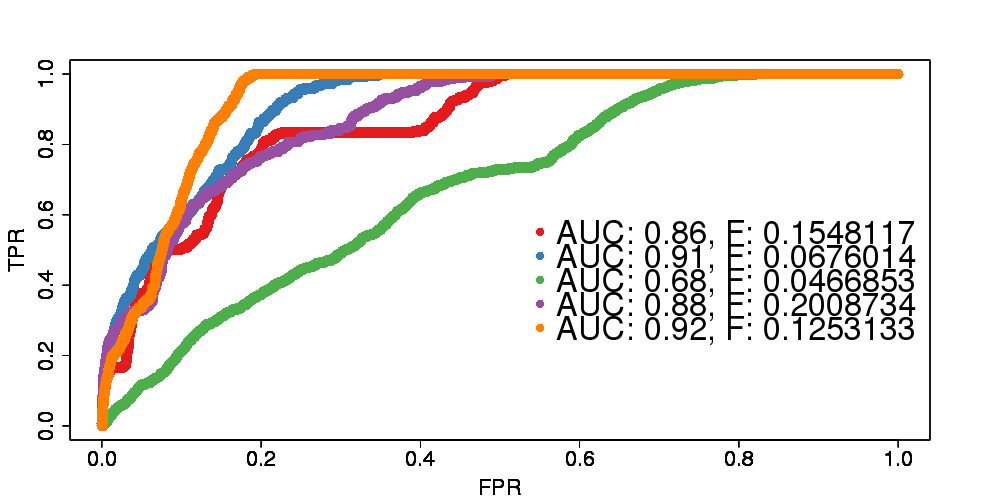 TPR
1.0
0.8
0.6
0.4
0.2
0.0
AUC: 0.86, F: 0.1548117
AUC: 0.91, F: 0.0676014
AUC: 0.68, F: 0.0466853
AUC: 0.88, F: 0.2008734
AUC: 0.92, F: 0.1253133
0.0 0.2 0.4 0.6 0.8 1.0
FPR